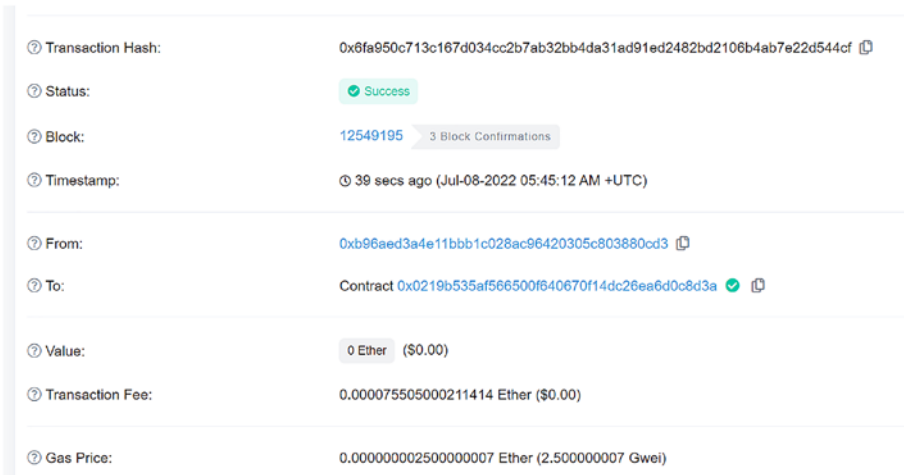 Transaction Hash: 0x6fa950c713c167d034cc2b7ab32bb4da31ad91ed2482bd2106b4ab7e22d544cf
Status: Success
Block: 12549195 3 Block Confirmations
Timestamp: 39 secs ago (Jul-08-2022 05:45:12 AM +UTC)
From: 0xb96aed3a4e11bbb1c028ac96420305c803880cd3
To: Contract 0x0219b535af566500f640670f14dc26ea6d0c8d3a
Value: 0 Ether ($0.00)
Transaction Fee: 0.000075505000211414 Ether ($0.00)
Gas Price: 0.000000002500000007 Ether (2.500000007 Gwei)